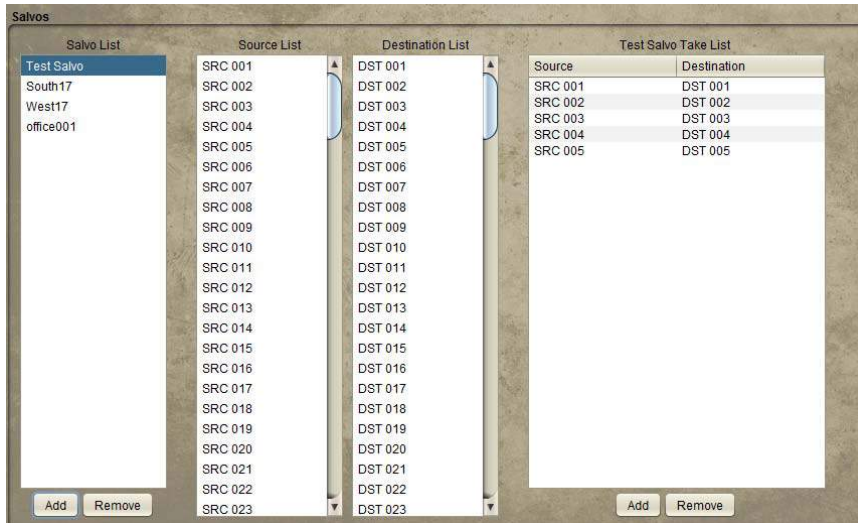 Salvos
Salvo List
Test Salvo
South17
West17
office001
Add Remove
Source List
SRC 001
SRC 002
SRC 003
SRC 004
SRC 005
SRC 006
SRC 007
SRC 008
SRC 009
SRC 010
SRC 011
SRC 012
SRC 013
SRC 014
SRC 015
SRC 016
SRC 017
SRC 018
SRC 019
SRC 020
SRC 021
SRC 022
SRC 023
Destination List
DST 001
DST 002
DST 003
DST 004
DST 005
DST 006
DST 007
DST 008
DST 009
DST 010
DST 011
DST 012
DST 013
DST 014
DST 015
DST 016
DST 017
DST 018
DST 019
DST 020
DST 021
DST 022
DST 023
Test Salvo Take List
Source Destination
SRC 001 DST 001
SRC 002 DST 002
SRC 003 DST 003
SRC 004 DST 004
SRC 005 DST 005
Add Remove